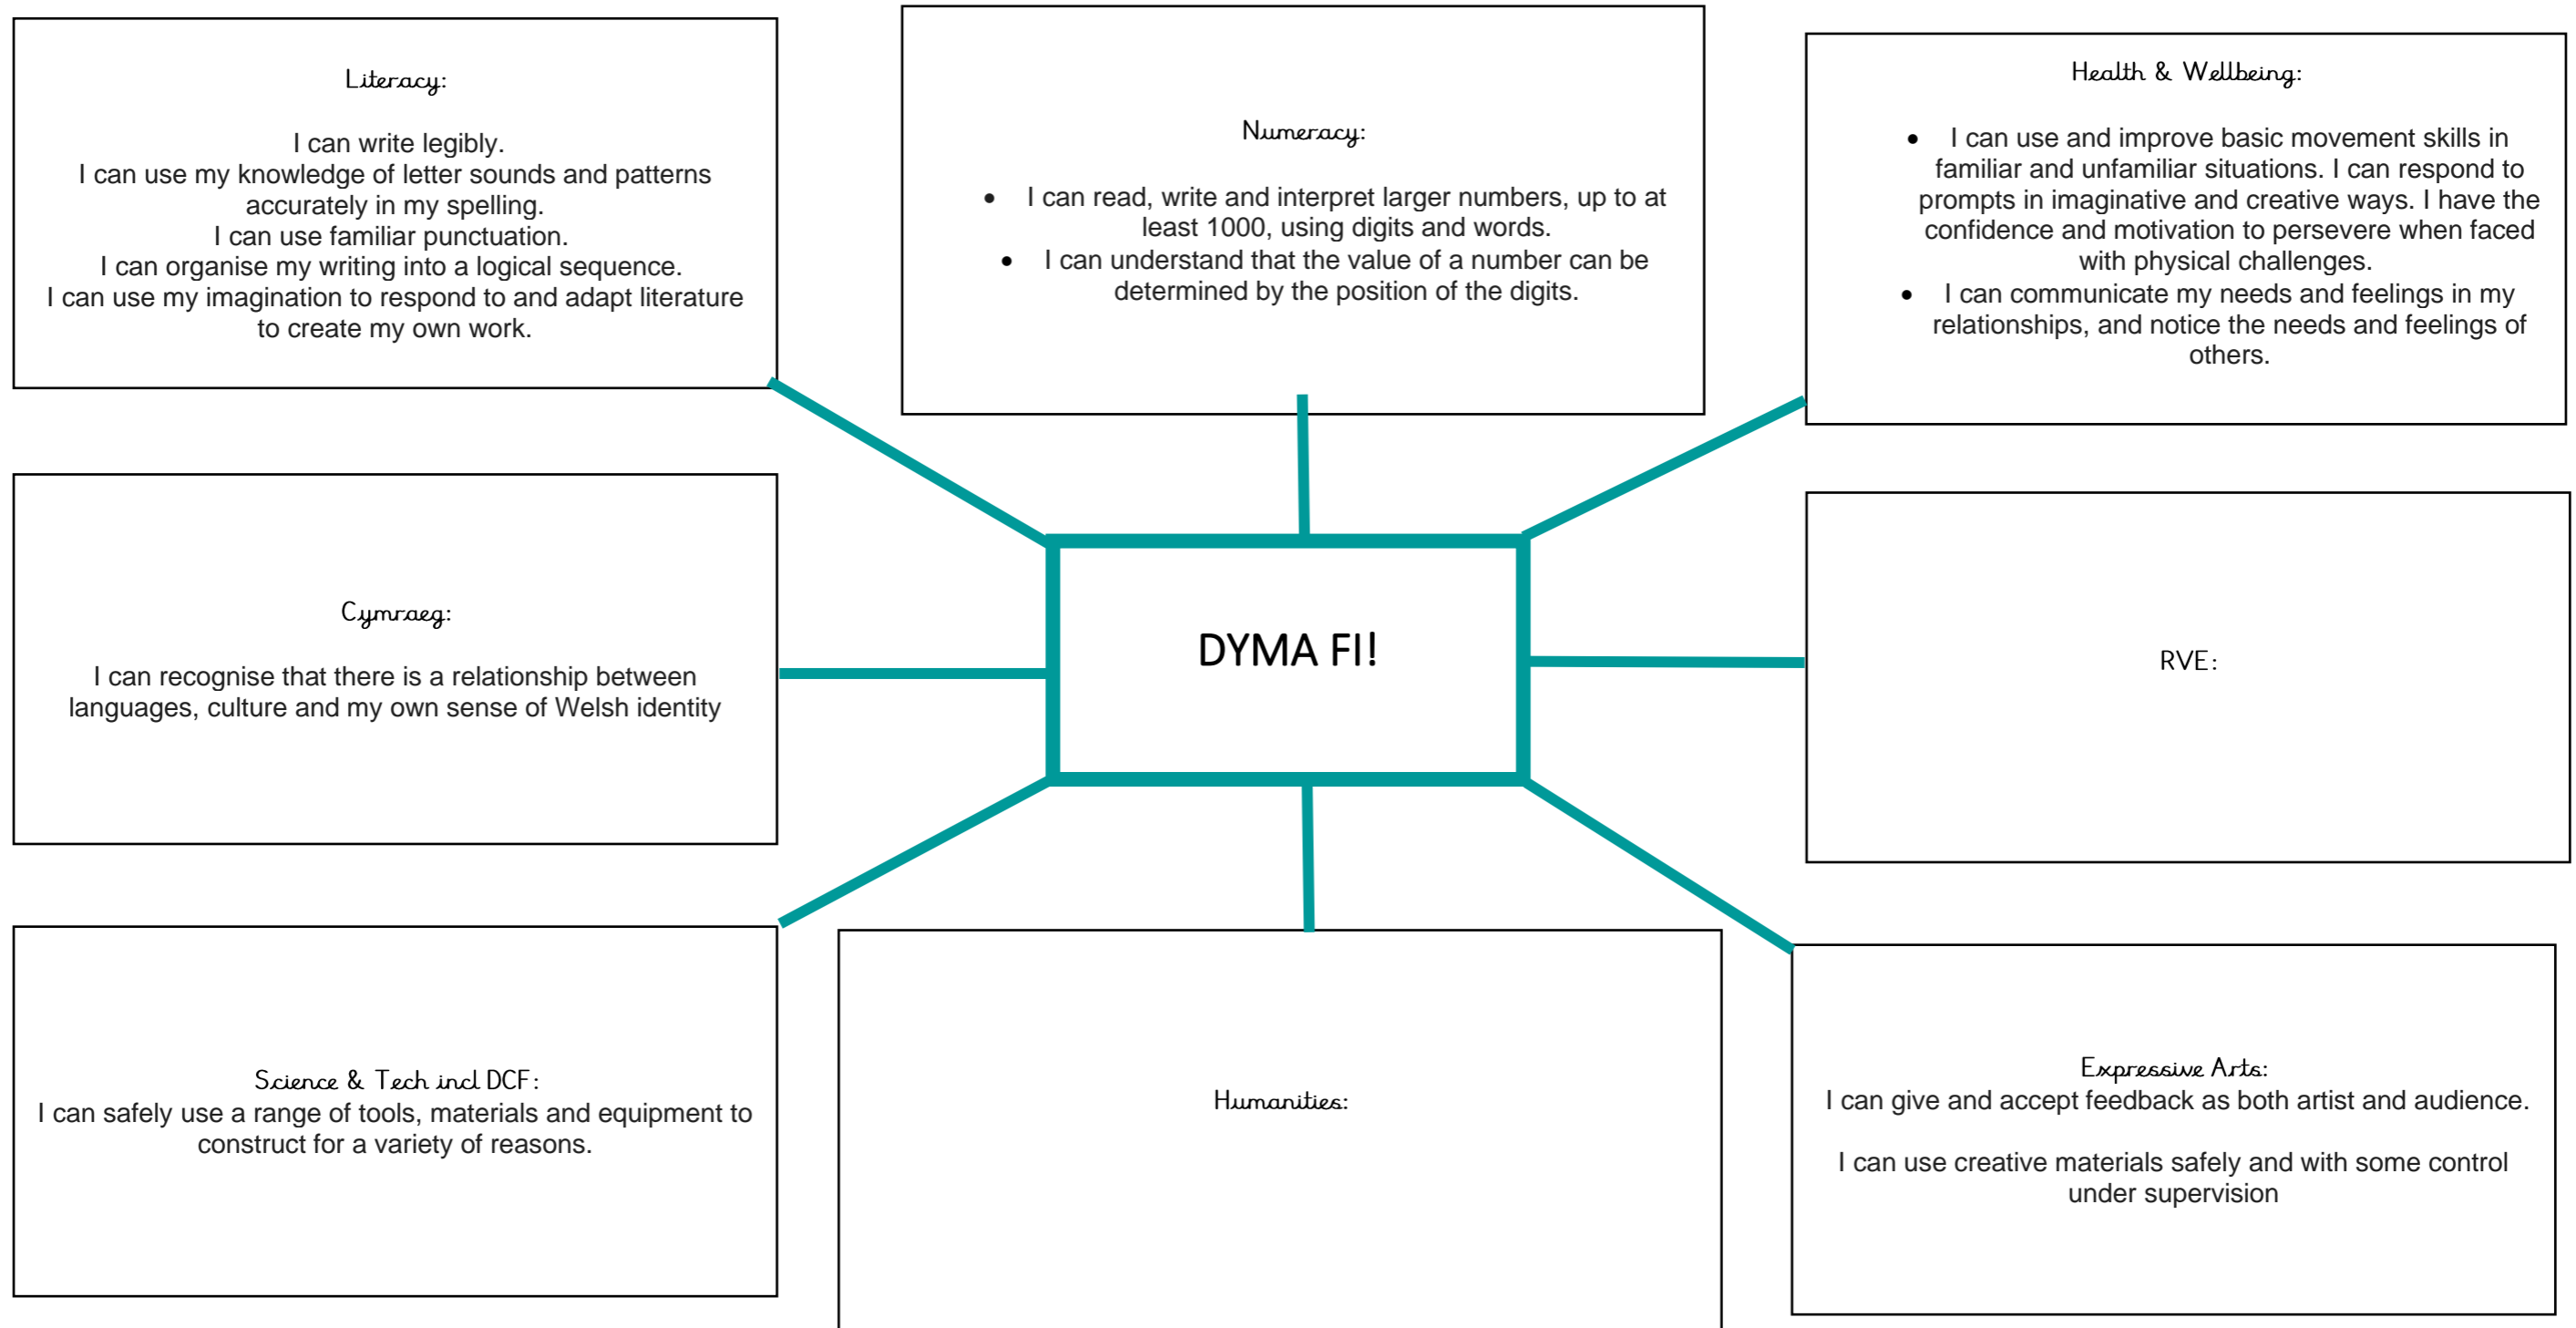 Literacy:
I can write legibly.
I can use my knowledge of letter sounds and patterns
accurately in my spelling.
I can use familiar punctuation.
I can organise my writing into a logical sequence.
I can use my imagination to respond to and adapt literature
to create my own work.
Numeracy:
• I can read, write and interpret larger numbers, up to at
least 1000, using digits and words.
• I can understand that the value of a number can be
determined by the position of the digits.
Health & Wellbeing:
• I can use and improve basic movement skills in
familiar and unfamiliar situations. I can respond to
prompts in imaginative and creative ways. I have the
confidence and motivation to persevere when faced
with physical challenges.
• I can communicate my needs and feelings in my
relationships, and notice the needs and feelings of
others.
Cymraeg:
I can recognise that there is a relationship between
languages, culture and my own sense of Welsh identity
DYMA FI!
RVE:
Science & Tech incl DCF:
I can safely use a range of tools, materials and equipment to
construct for a variety of reasons.
Humanities:
Expressive Arts:
I can give and accept feedback as both artist and audience.
I can use creative materials safely and with some control
under supervision